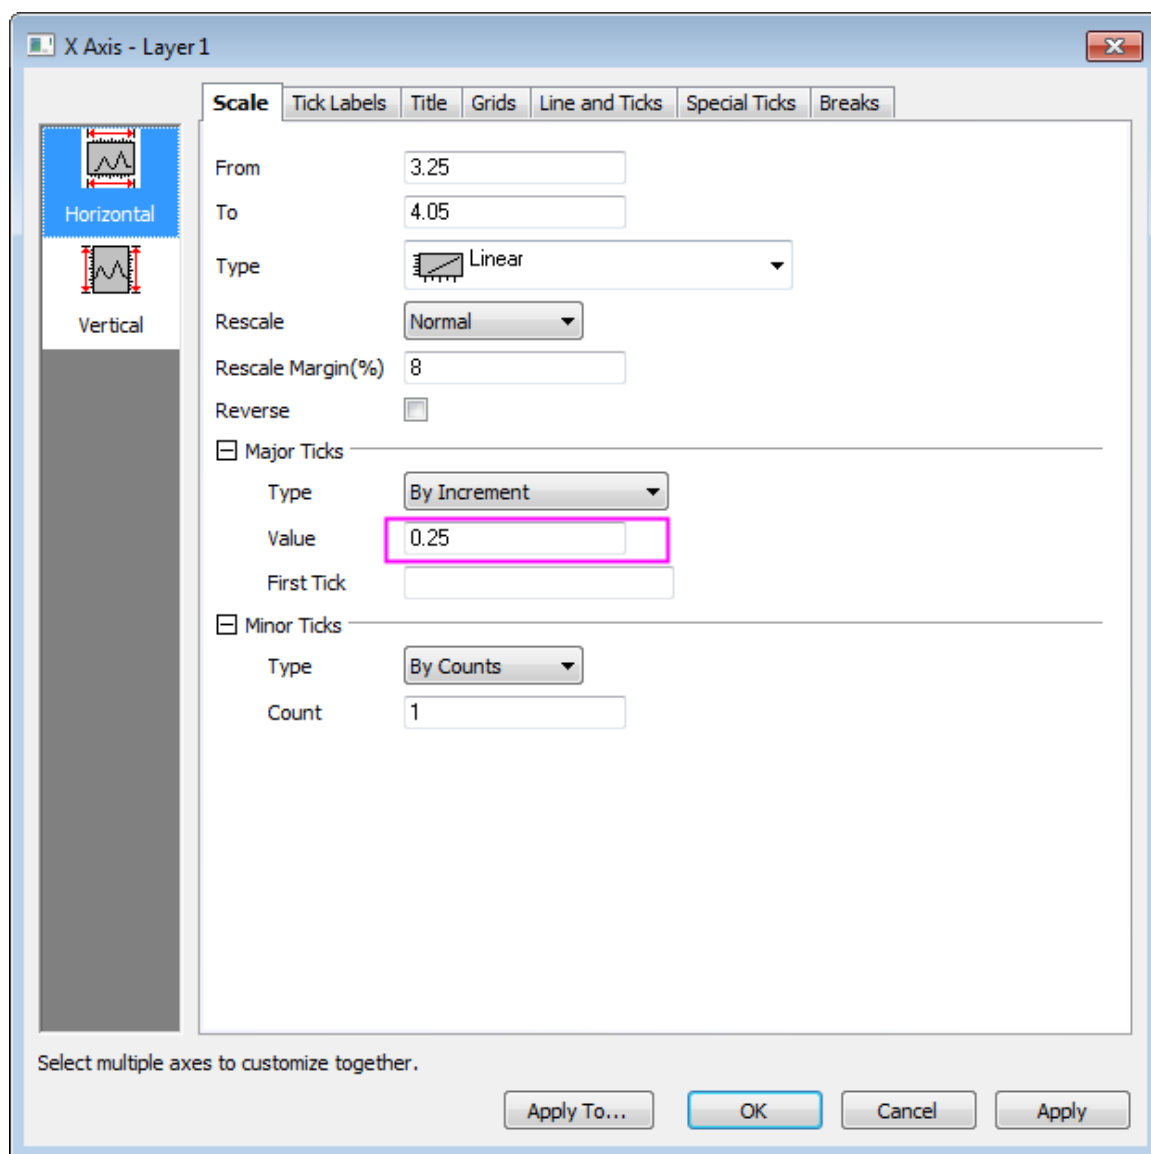 X Axis - Layer 1
Scale Tick Labels Title Grids Line and Ticks Special Ticks Breaks
Horizontal
Vertical
From 3.25
To 4.05
Type Linear
Rescale Normal
Rescale Margin(%) 8
Reverse
Major Ticks
Type By Increment
Value 0.25
First Tick
Minor Ticks
Type By Counts
Count 1
Select multiple axes to customize together.
Apply To... OK Cancel Apply